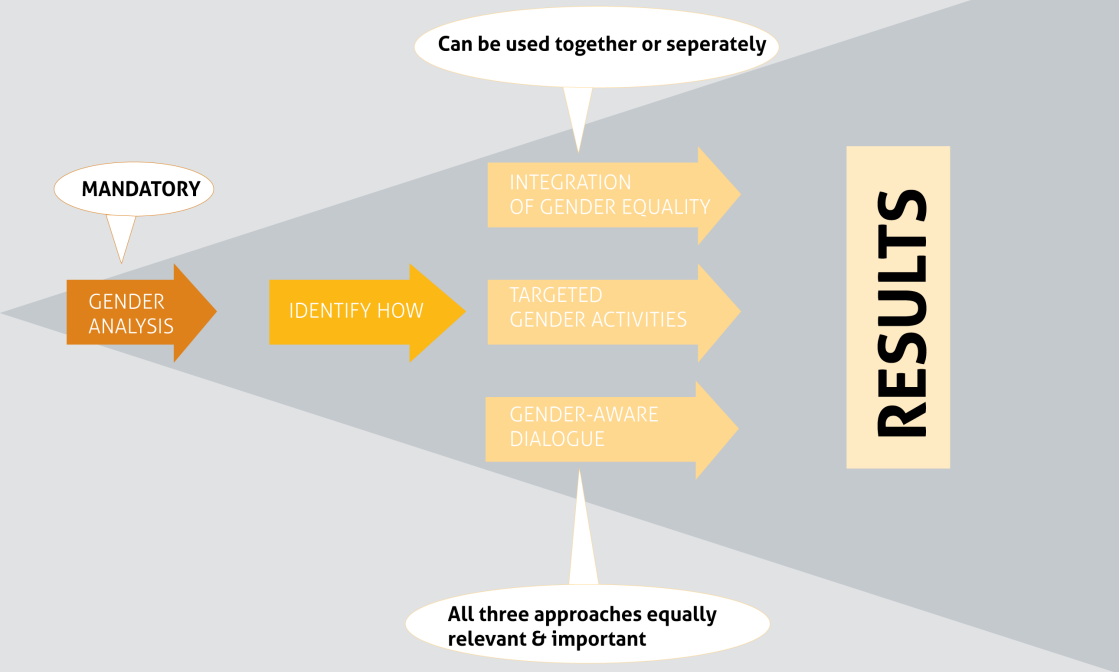 Can be used together or seperately
MANDATORY
GENDER
ANALYSIS
IDENTIFY HOW
INTEGRATION
OF GENDER EQUALITY
TARGETED
GENDER ACTIVITIES
GENDER-AWARE
DIALOGUE
RESULTS
All three approaches equally
relevant & important